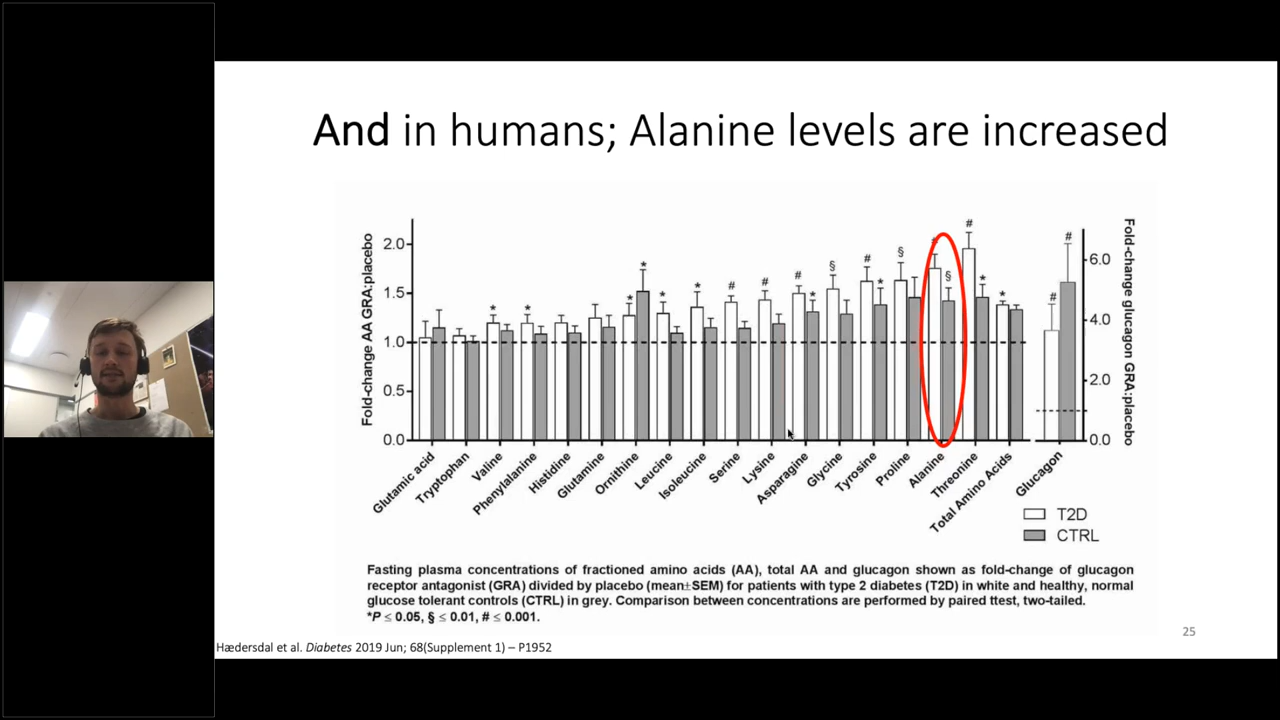 And in humans; Alanine levels are increased
Fold-change AA GRA:placebo
2.0
1.5
1.0
0.5
0.0
* * * * * * # # * * § # * § # § # * * # #
Fold-change glucagon GRA:placebo
6.0
4.0
2.0
0.0
Glutamic acid
Tryptophan
Valine
Phenylalanine
Histidine
Glutamine
Ornithine
Leucine
Isoleucine
Serine
Lysine
Asparagine
Glycine
Tyrosine
Proline
Alanine
Threonine
Total Amino Acids
Glucagon
T2D
CTRL
Fasting plasma concentrations of fractioned amino acids (AA), total AA and glucagon shown as fold-change of glucagon
receptor antagonist (GRA) divided by placebo (mean±SEM) for patients with type 2 diabetes (T2D) in white and healthy, normal
glucose tolerant controls (CTRL) in grey. Comparison between concentrations are performed by paired ttest, two-tailed.
*P ≤ 0.05, § ≤ 0.01, # ≤ 0.001.
25
Hædersdal et al. Diabetes 2019 Jun; 68(Supplement 1) – P1952